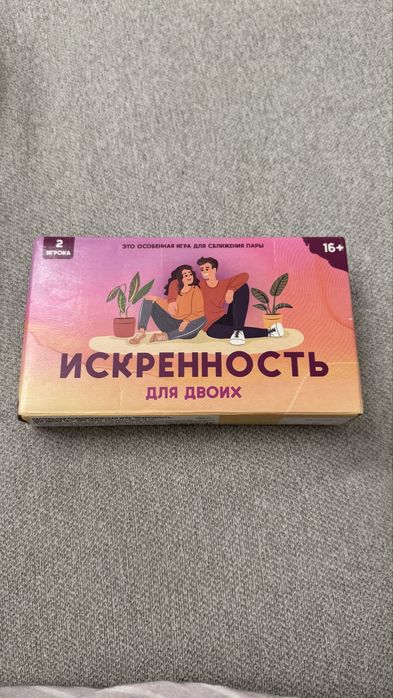 2
ИГРОКА
ЭТО ОСОБЕННАЯ ИГРА ДЛЯ СБЛИЖЕНИЯ ПАРЫ
16+
ИСКРЕННОСТЬ
ДЛЯ ДВОИХ